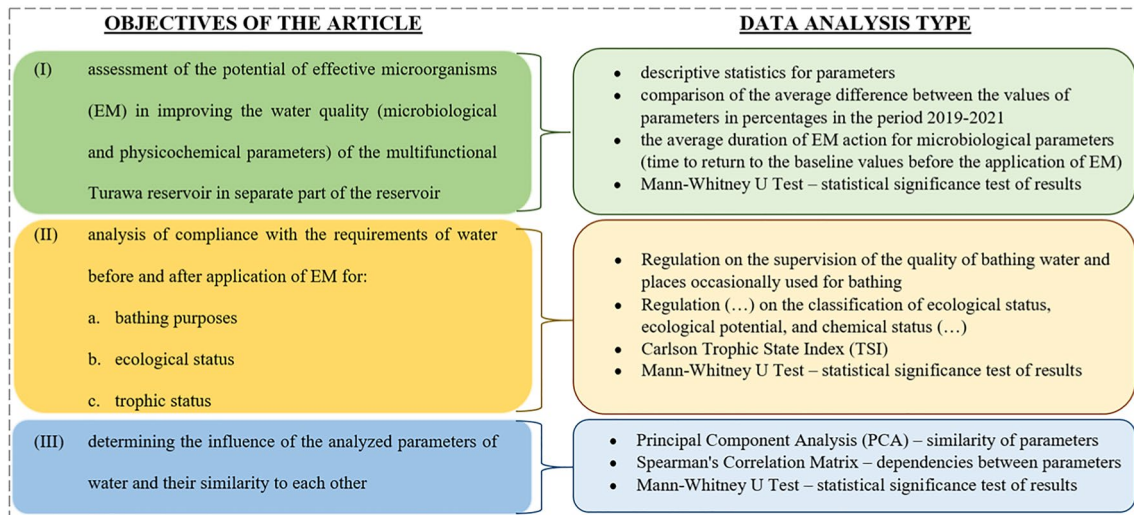 OBJECTIVES OF THE ARTICLE
DATA ANALYSIS TYPE
(I) assessment of the potential of effective microorganisms
(EM) in improving the water quality (microbiological
and physicochemical parameters) of the multifunctional
Turawa reservoir in separate part of the reservoir
• descriptive statistics for parameters
• comparison of the average difference between the values of
parameters in percentages in the period 2019-2021
• the average duration of EM action for microbiological parameters
(time to return to the baseline values before the application of EM)
• Mann-Whitney U Test – statistical significance test of results
(II) analysis of compliance with the requirements of water
before and after application of EM for:
a. bathing purposes
b. ecological status
c. trophic status
• Regulation on the supervision of the quality of bathing water and
places occasionally used for bathing
• Regulation (…) on the classification of ecological status,
ecological potential, and chemical status (…)
• Carlson Trophic State Index (TSI)
• Mann-Whitney U Test – statistical significance test of results
(III) determining the influence of the analyzed parameters of
water and their similarity to each other
• Principal Component Analysis (PCA) – similarity of parameters
• Spearman's Correlation Matrix – dependencies between parameters
• Mann-Whitney U Test – statistical significance test of results